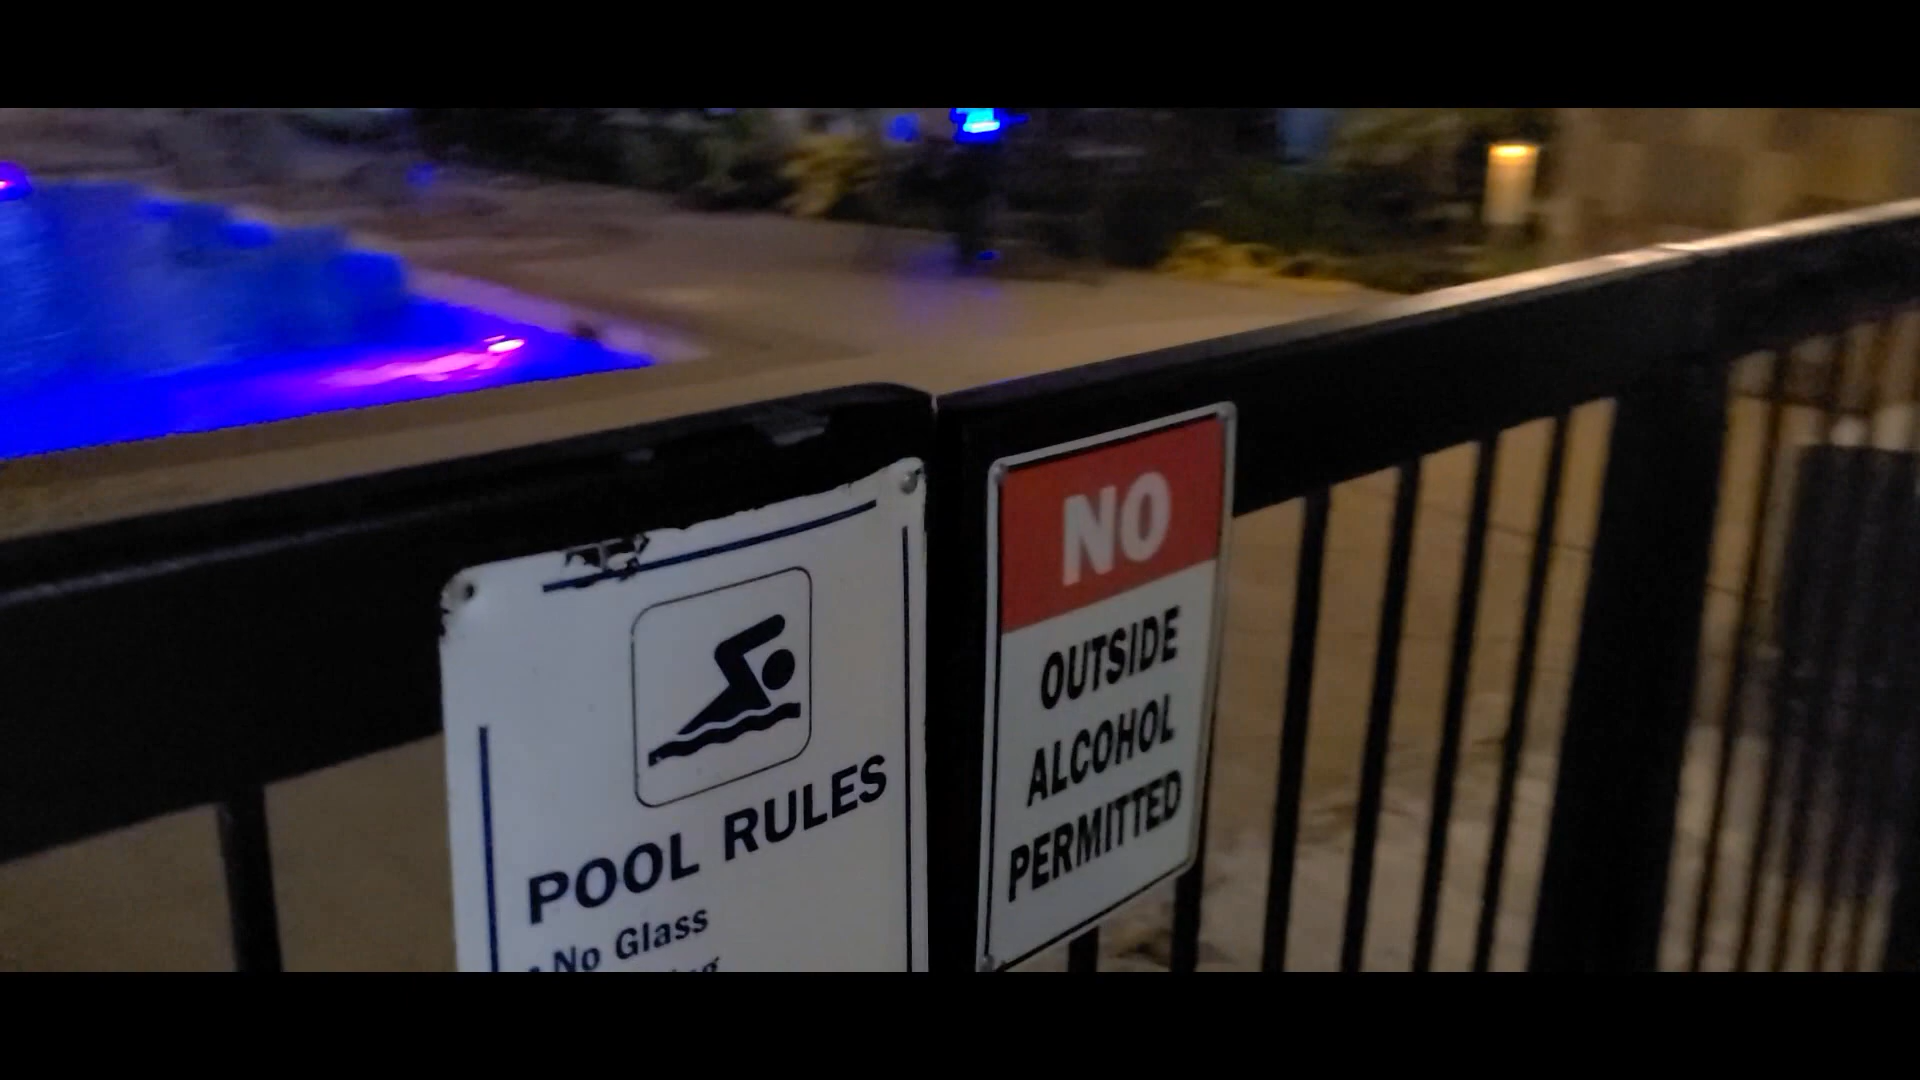 POOL RULES
No Glass
NO
OUTSIDE
ALCOHOL
PERMITTED